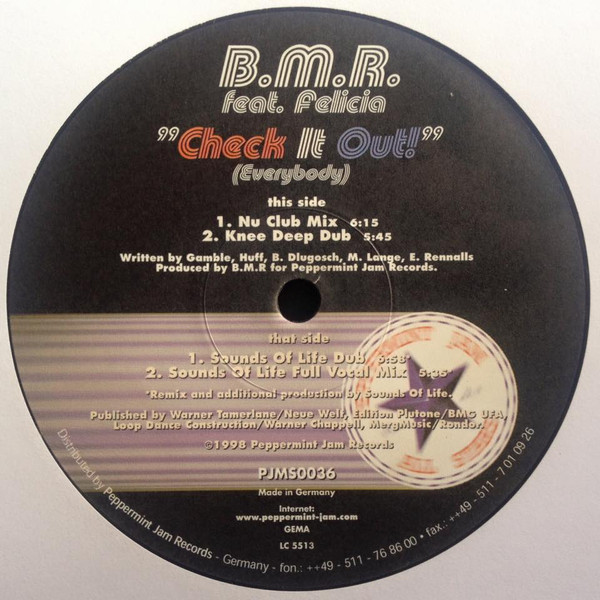 B.M.R.
feat. Felicia
"Check It Out!"
(Everybody)
this side
1. Nu Club Mix 6:15
2. Knee Deep Dub 5:45
Written by Gamble, Huff, B. Dlugosch, M. Lange, E. Rennalls
Produced by B.M.R for Peppermint Jam Records.
that side
1. Sounds Of Life Dub 6:58*
2. Sounds Of Life Full Vocal Mix 5:35*
*Remix and additional production by Sounds Of Life.
Published by Warner Tamerlane/Neue Welf, Edition Plutone/BMG UFA,
Loop Dance Construction/Warner Chappell, MergMusic/Rondor.
©1998 Peppermint Jam Records
PJMS0036
Made in Germany
Internet:
www.peppermint-jam.com
GEMA
LC 5513
Distributed by Peppermint Jam Records - Germany - fon.: ++49 - 511 - 76 86 00 • fax.: ++49 - 511 - 7 01 09 26